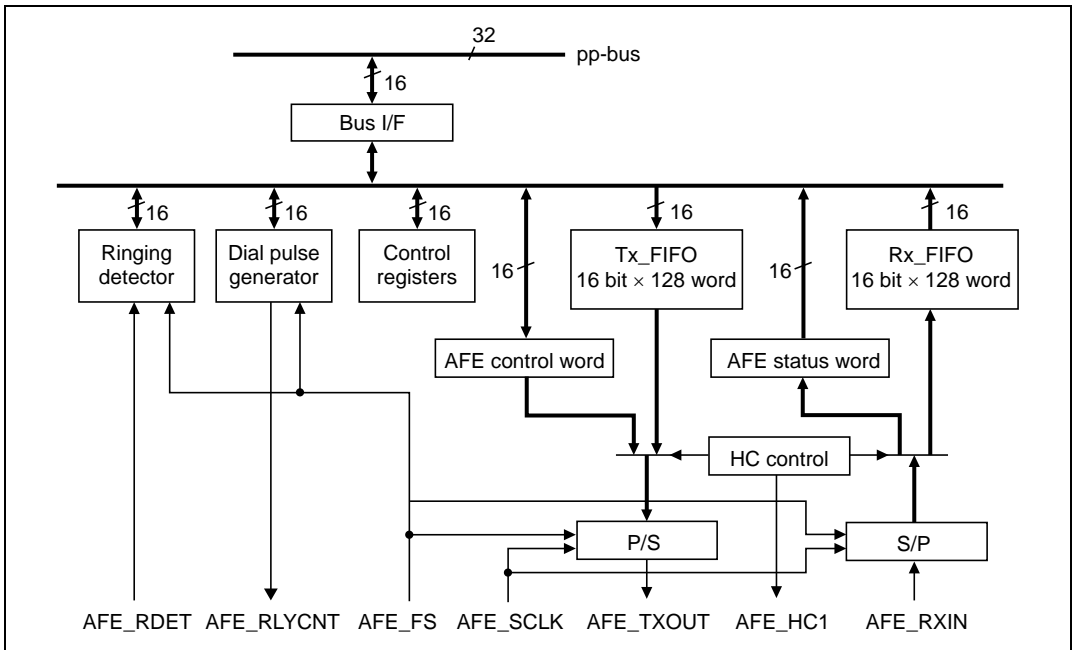 32
pp-bus
16
Bus I/F
16
16
16
16
16
Ringing
detector
Dial pulse
generator
Control
registers
16
Tx_FIFO
16 bit × 128 word
16
Rx_FIFO
16 bit × 128 word
AFE control word
AFE status word
HC control
P/S
S/P
AFE_RDET
AFE_RLYCNT
AFE_FS
AFE_SCLK
AFE_TXOUT
AFE_HC1
AFE_RXIN